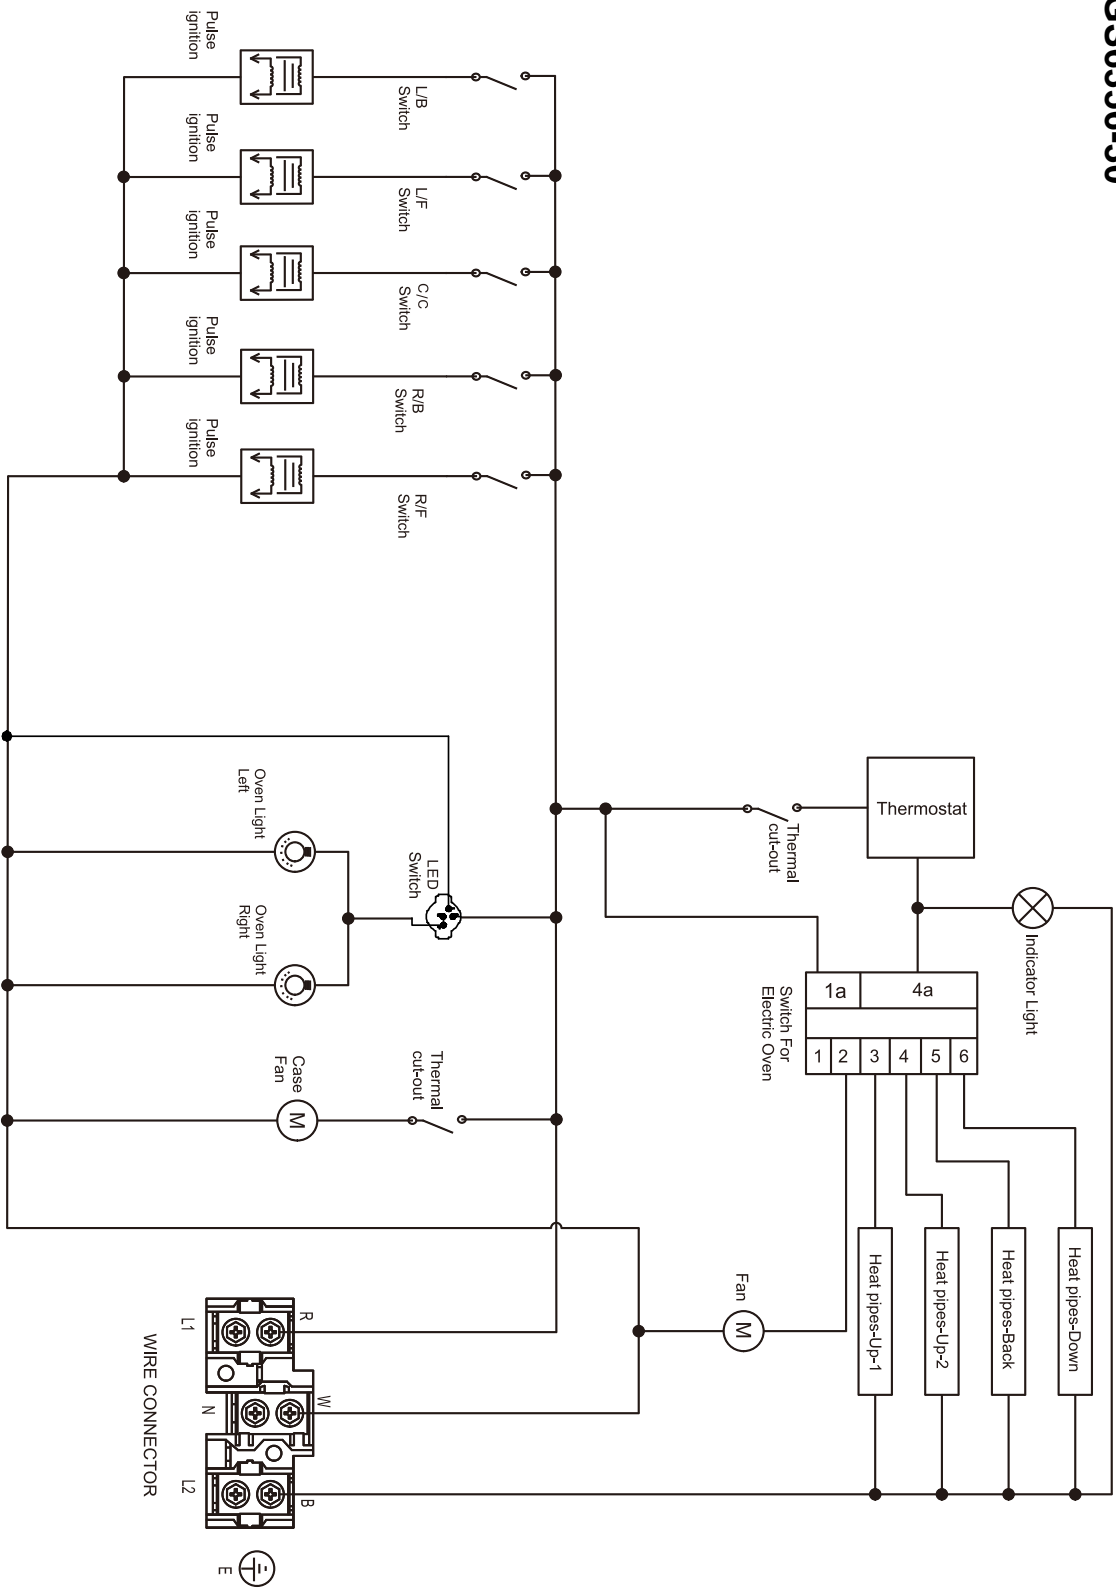 Pulse
ignition
L/B
Switch
Pulse
ignition
L/F
Switch
Pulse
ignition
C/C
Switch
Pulse
ignition
R/B
Switch
Pulse
ignition
R/F
Switch
Thermostat
Thermal
cut-out
Indicator Light
Oven Light
Left
LED
Switch
Oven Light
Right
Switch For
Electric Oven
1a
4a
1
2
3
4
5
6
Thermal
cut-out
Case
Fan
M
Fan
M
Heat pipes-Up-1
Heat pipes-Up-2
Heat pipes-Back
Heat pipes-Down
R
L1
W
N
B
L2
WIRE CONNECTOR
E